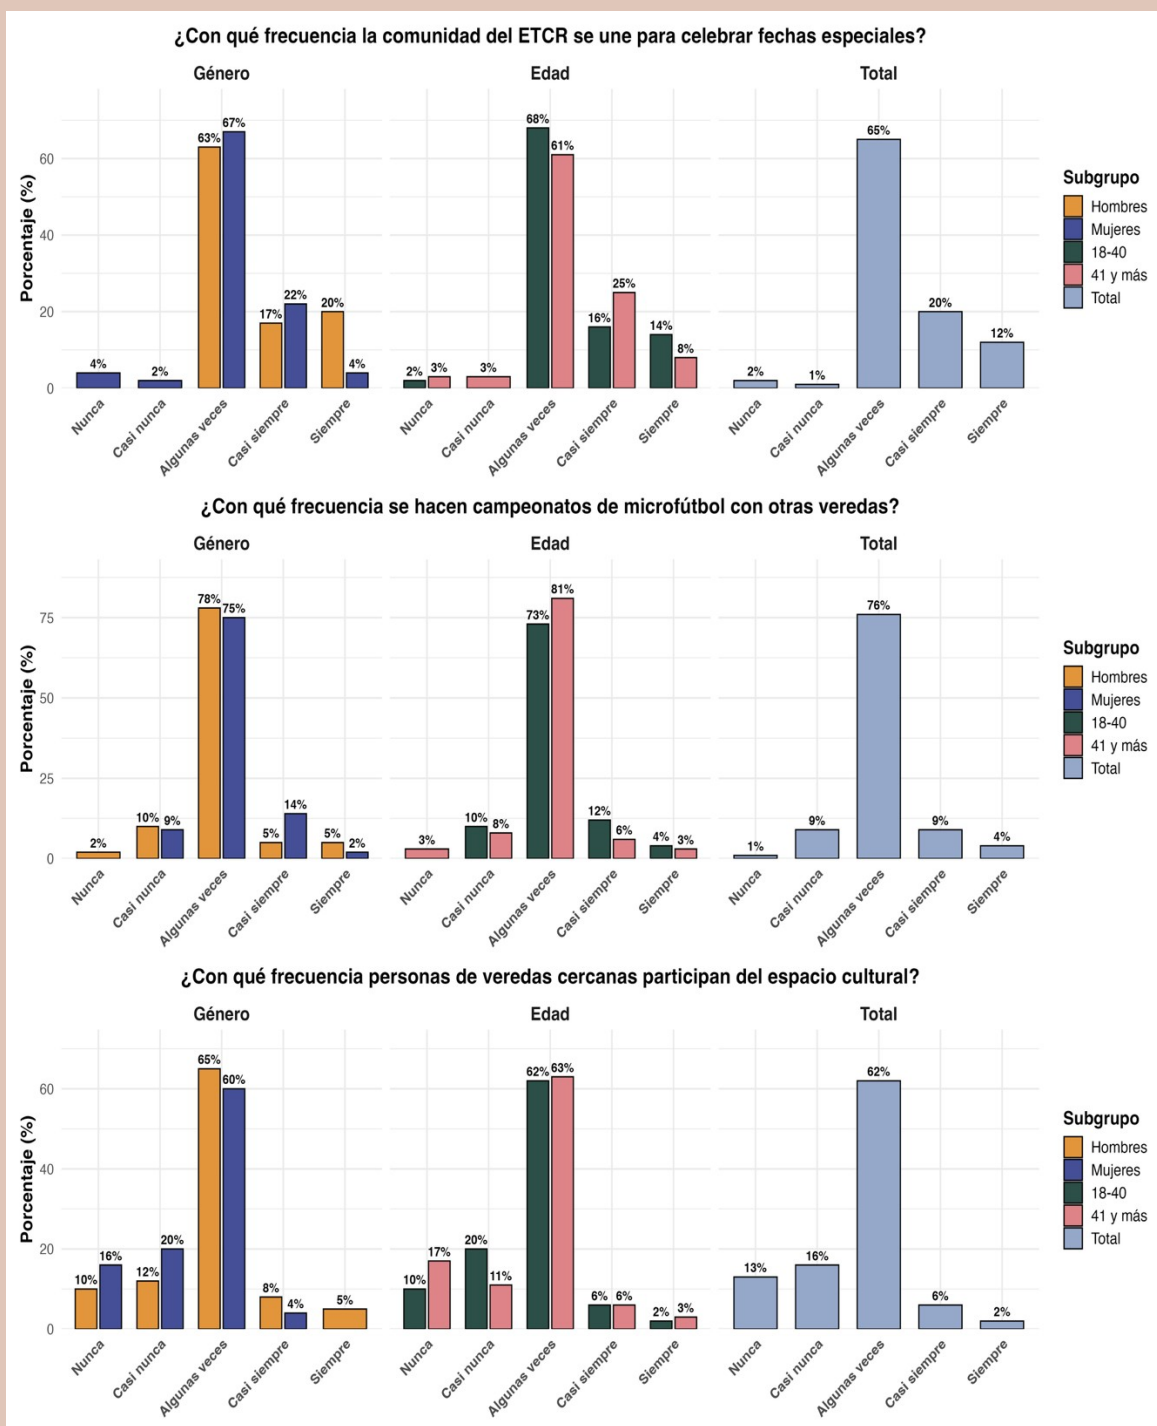 ¿Con qué frecuencia la comunidad del ETCR se une para celebrar fechas especiales?
Género Edad Total
Porcentaje (%)
60
40
20
0
4% 2% 63% 67% 17% 22% 20% 4%
2% 3% 3% 68% 61% 16% 25% 14% 8%
2% 1% 65% 20% 12%
Nunca Casi nunca Algunas veces Casi siempre Siempre
Nunca Casi nunca Algunas veces Casi siempre Siempre
Nunca Casi nunca Algunas veces Casi siempre Siempre
Subgrupo
Hombres
Mujeres
18-40
41 y más
Total
¿Con qué frecuencia se hacen campeonatos de microfútbol con otras veredas?
Género Edad Total
Porcentaje (%)
75
50
25
0
2% 10% 9% 78% 75% 5% 14% 5% 2%
3% 10% 8% 73% 81% 12% 6% 4% 3%
1% 9% 76% 9% 4%
Nunca Casi nunca Algunas veces Casi siempre Siempre
Nunca Casi nunca Algunas veces Casi siempre Siempre
Nunca Casi nunca Algunas veces Casi siempre Siempre
Subgrupo
Hombres
Mujeres
18-40
41 y más
Total
¿Con qué frecuencia personas de veredas cercanas participan del espacio cultural?
Género Edad Total
Porcentaje (%)
60
40
20
0
10% 16% 12% 20% 65% 60% 8% 4% 5%
10% 17% 20% 11% 62% 63% 6% 6% 2% 3%
13% 16% 62% 6% 2%
Nunca Casi nunca Algunas veces Casi siempre Siempre
Nunca Casi nunca Algunas veces Casi siempre Siempre
Nunca Casi nunca Algunas veces Casi siempre Siempre
Subgrupo
Hombres
Mujeres
18-40
41 y más
Total